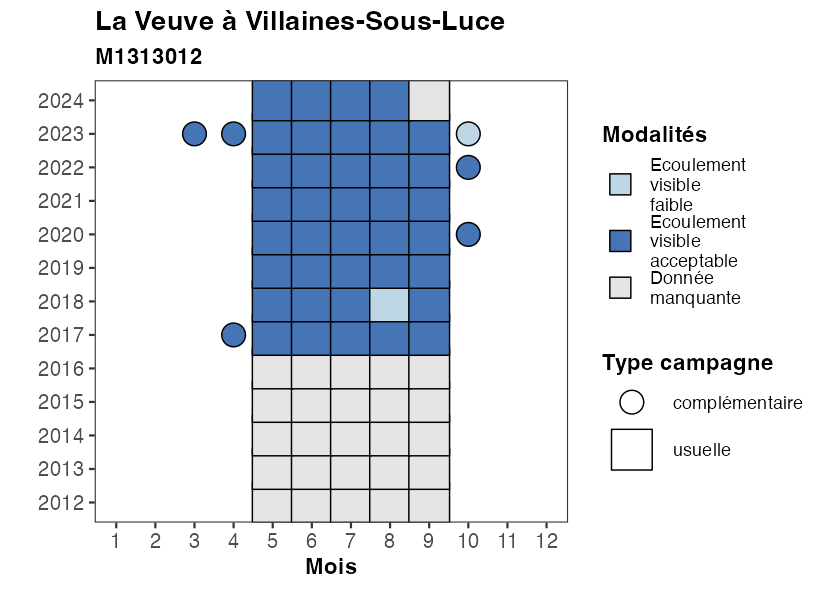 La Veuve à Villaines-Sous-Luce
M1313012
2024
2023
2022
2021
2020
2019
2018
2017
2016
2015
2014
2013
2012
1 2 3 4 5 6 7 8 9 10 11 12
Mois
Modalités
Ecoulement
visible
faible
Ecoulement
visible
acceptable
Donnée
manquante
Type campagne
complémentaire
usuelle